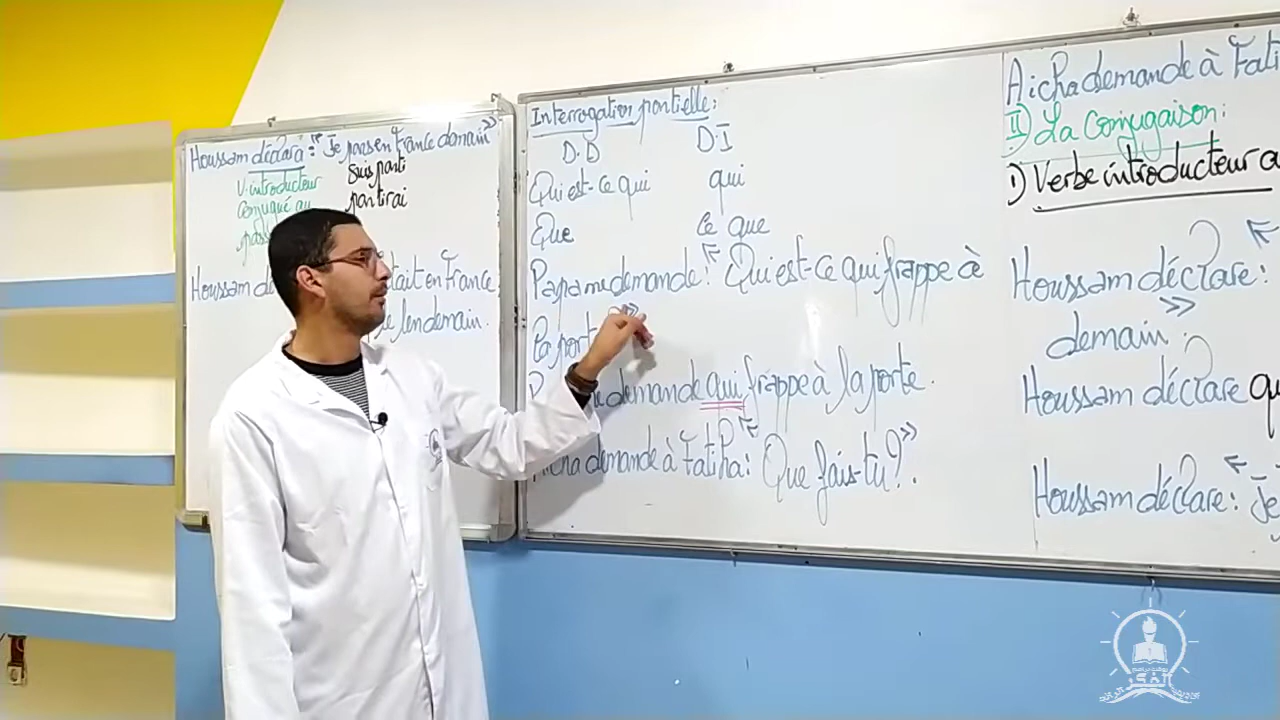 Houssam déclara : « Je pars en France demain »
suis parti
partirai
V. introducteur
conjugué au
Houssam
était en France
le lendemain.
Interrogation partielle :
D.D D.I
Qui est-ce qui qui
Que ce que
Papa me demande : « Qui est-ce qui frappe à
la porte »
demande qui frappe à la porte.
Aicha demande à Fatiha : « Que fais-tu ? ».
Aicha demande à
II) La conjugaison :
1) Verbe introducteur
Houssam déclare : «
demain ».
Houssam déclare
Houssam déclare : « Je